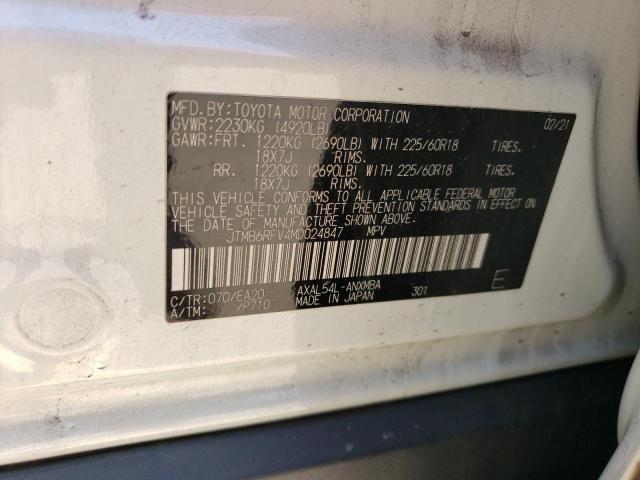 MFD. BY: TOYOTA MOTOR CORPORATION 02/21
GVWR: 2230KG (4920LB)
GAWR: FRT. 1220KG (2690LB) WITH 225/60R18 TIRES.
18X7J RIMS.
RR. 1220KG (2690LB) WITH 225/60R18 TIRES.
18X7J RIMS.
THIS VEHICLE CONFORMS TO ALL APPLICABLE FEDERAL MOTOR
VEHICLE SAFETY AND THEFT PREVENTION STANDARDS IN EFFECT ON
THE DATE OF MANUFACTURE SHOWN ABOVE.
JTMB6RFV4MD024847 MPV
C/TR: 070/EA20 AXAL54L-ANXMBA
A/TM: -/P710 MADE IN JAPAN 301 E